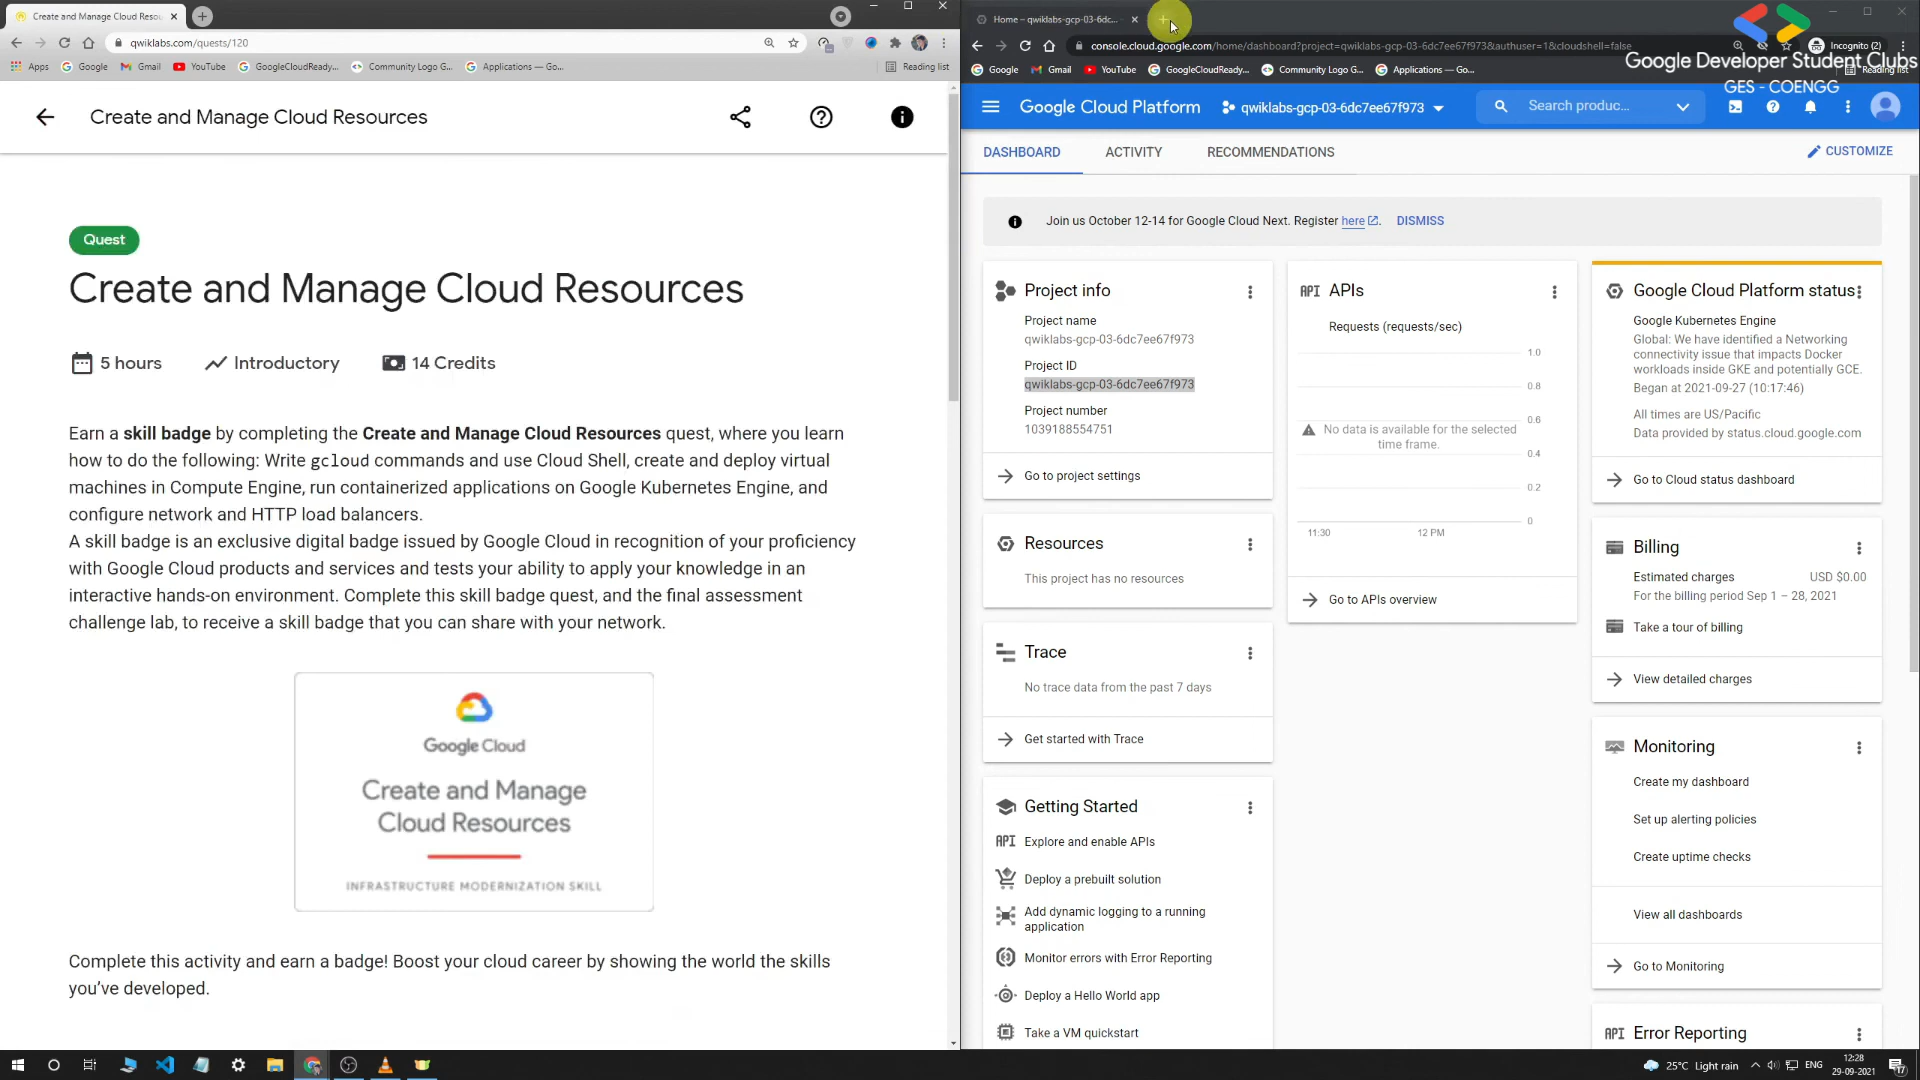 Create and Manage Cloud Resou
qwiklabs.com/quests/120
Apps
Google
Gmail
YouTube
GoogleCloudReady...
Community Logo G...
Applications — Go...
Reading list
Create and Manage Cloud Resources
Quest
Create and Manage Cloud Resources
5 hours
Introductory
14 Credits
Earn a skill badge by completing the Create and Manage Cloud Resources quest, where you learn
how to do the following: Write gcloud commands and use Cloud Shell, create and deploy virtual
machines in Compute Engine, run containerized applications on Google Kubernetes Engine, and
configure network and HTTP load balancers.
A skill badge is an exclusive digital badge issued by Google Cloud in recognition of your proficiency
with Google Cloud products and services and tests your ability to apply your knowledge in an
interactive hands-on environment. Complete this skill badge quest, and the final assessment
challenge lab, to receive a skill badge that you can share with your network.
Google Cloud
Create and Manage
Cloud Resources
INFRASTRUCTURE MODERNIZATION SKILL
Complete this activity and earn a badge! Boost your cloud career by showing the world the skills
you've developed.
Home – qwiklabs-gcp-03-6dc...
console.cloud.google.com/home/dashboard?project=qwiklabs-gcp-03-6dc7ee67f973&authuser=1&cloudshell=false
Incognito (2)
Google
Gmail
YouTube
GoogleCloudReady...
Community Logo G...
Applications — Go...
Reading list
Google Developer Student Clubs
GES - COENGG
Google Cloud Platform
qwiklabs-gcp-03-6dc7ee67f973
Search produc...
DASHBOARD
ACTIVITY
RECOMMENDATIONS
CUSTOMIZE
Join us October 12-14 for Google Cloud Next. Register here.
DISMISS
Project info
Project name
qwiklabs-gcp-03-6dc7ee67f973
Project ID
qwiklabs-gcp-03-6dc7ee67f973
Project number
1039188554751
Go to project settings
Resources
This project has no resources
Trace
No trace data from the past 7 days
Get started with Trace
Getting Started
API Explore and enable APIs
Deploy a prebuilt solution
Add dynamic logging to a running
application
Monitor errors with Error Reporting
Deploy a Hello World app
Take a VM quickstart
API APIs
Requests (requests/sec)
1.0
0.8
0.6
No data is available for the selected
time frame.
0.4
0.2
0
11:30
12 PM
Go to APIs overview
Google Cloud Platform status
Google Kubernetes Engine
Global: We have identified a Networking
connectivity issue that impacts Docker
workloads inside GKE and potentially GCE.
Began at 2021-09-27 (10:17:46)
All times are US/Pacific
Data provided by status.cloud.google.com
Go to Cloud status dashboard
Billing
Estimated charges
USD $0.00
For the billing period Sep 1 – 28, 2021
Take a tour of billing
View detailed charges
Monitoring
Create my dashboard
Set up alerting policies
Create uptime checks
View all dashboards
Go to Monitoring
API Error Reporting
25°C Light rain
ENG
12:28
29-09-2021